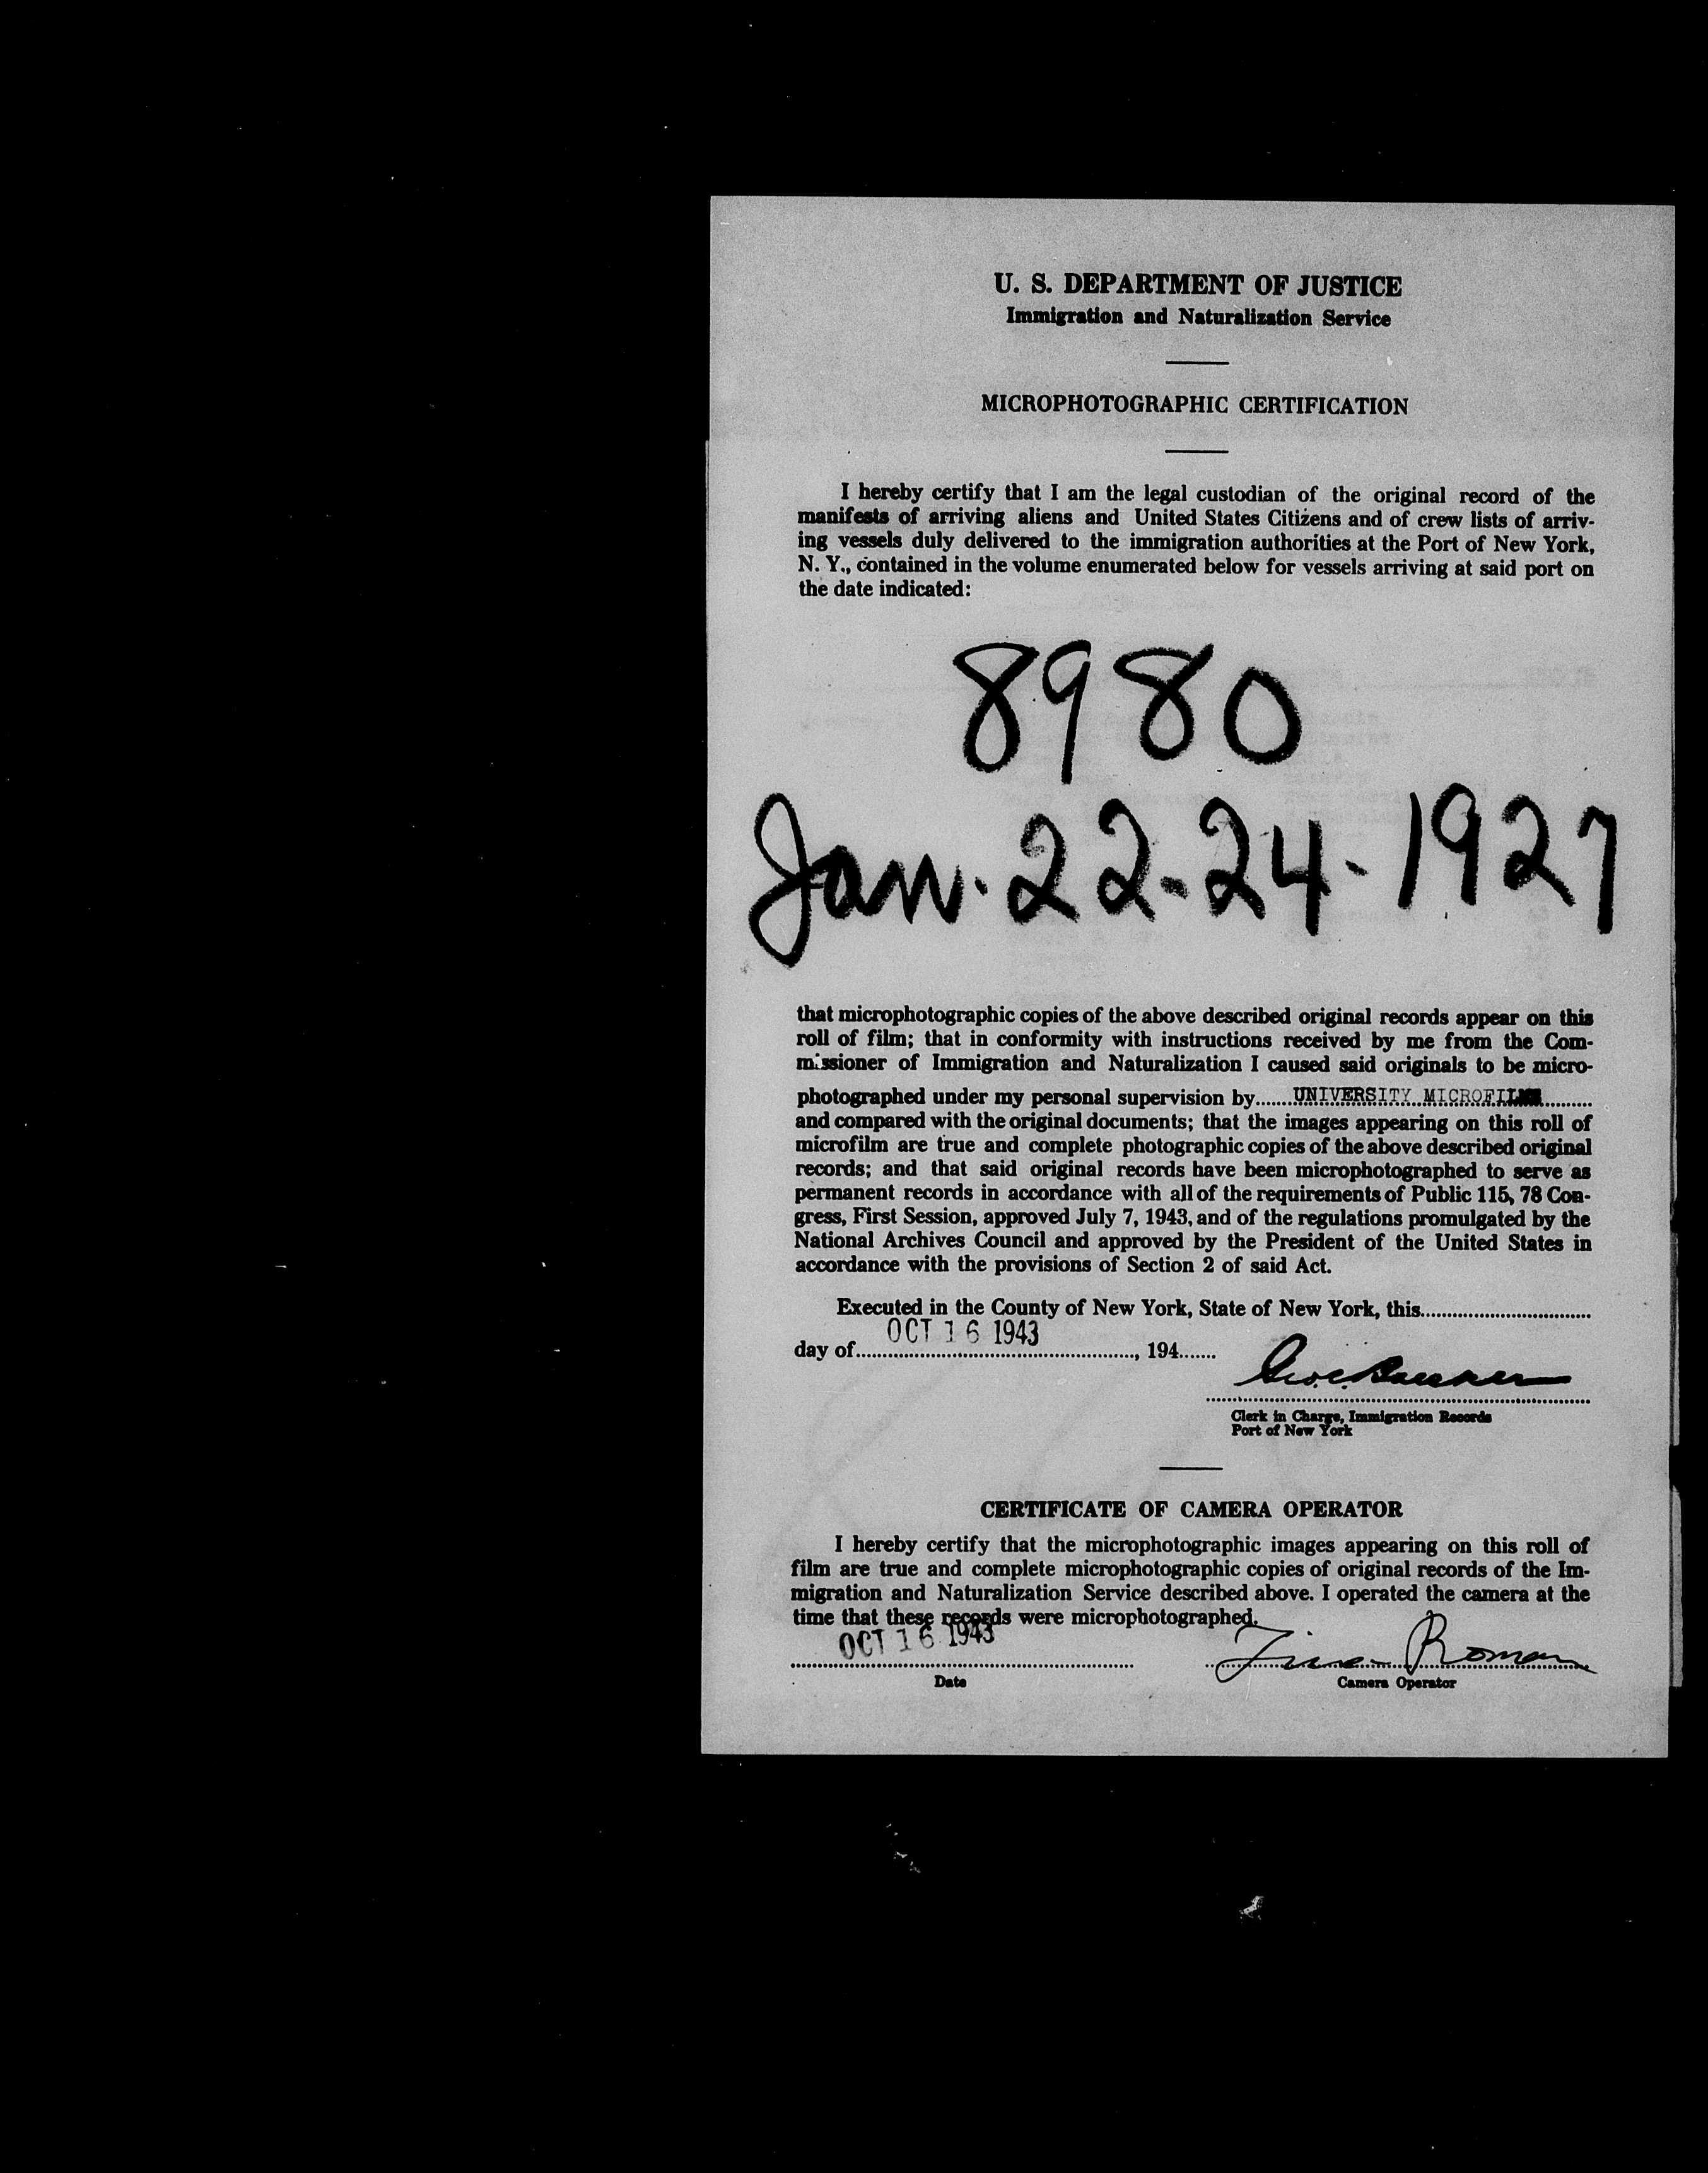 U. S. DEPARTMENT OF JUSTICE
Immigration and Naturalization Service
MICROPHOTOGRAPHIC CERTIFICATION
I hereby certify that I am the legal custodian of the original record of the
manifests of arriving aliens and United States Citizens and of crew lists of arriv-
ing vessels duly delivered to the immigration authorities at the Port of New York,
N. Y., contained in the volume enumerated below for vessels arriving at said port on
the date indicated:
8980
Jan. 22-24-1927
that microphotographic copies of the above described original records appear on this
roll of film; that in conformity with instructions received by me from the Com-
missioner of Immigration and Naturalization I caused said originals to be micro-
photographed under my personal supervision by......UNIVERSITY MICROFILMS..........
and compared with the original documents; that the images appearing on this roll of
microfilm are true and complete photographic copies of the above described original
records; and that said original records have been microphotographed to serve as
permanent records in accordance with all of the requirements of Public 115, 78 Con-
gress, First Session, approved July 7, 1943, and of the regulations promulgated by the
National Archives Council and approved by the President of the United States in
accordance with the provisions of Section 2 of said Act.
Executed in the County of New York, State of New York, this....................
OCT 16 1943
day of...................., 194.......
Clerk in Charge, Immigration Records
Port of New York
CERTIFICATE OF CAMERA OPERATOR
I hereby certify that the microphotographic images appearing on this roll of
film are true and complete microphotographic copies of original records of the Im-
migration and Naturalization Service described above. I operated the camera at the
time that these records were microphotographed.
OCT 16 1943
Roman
Date
Camera Operator